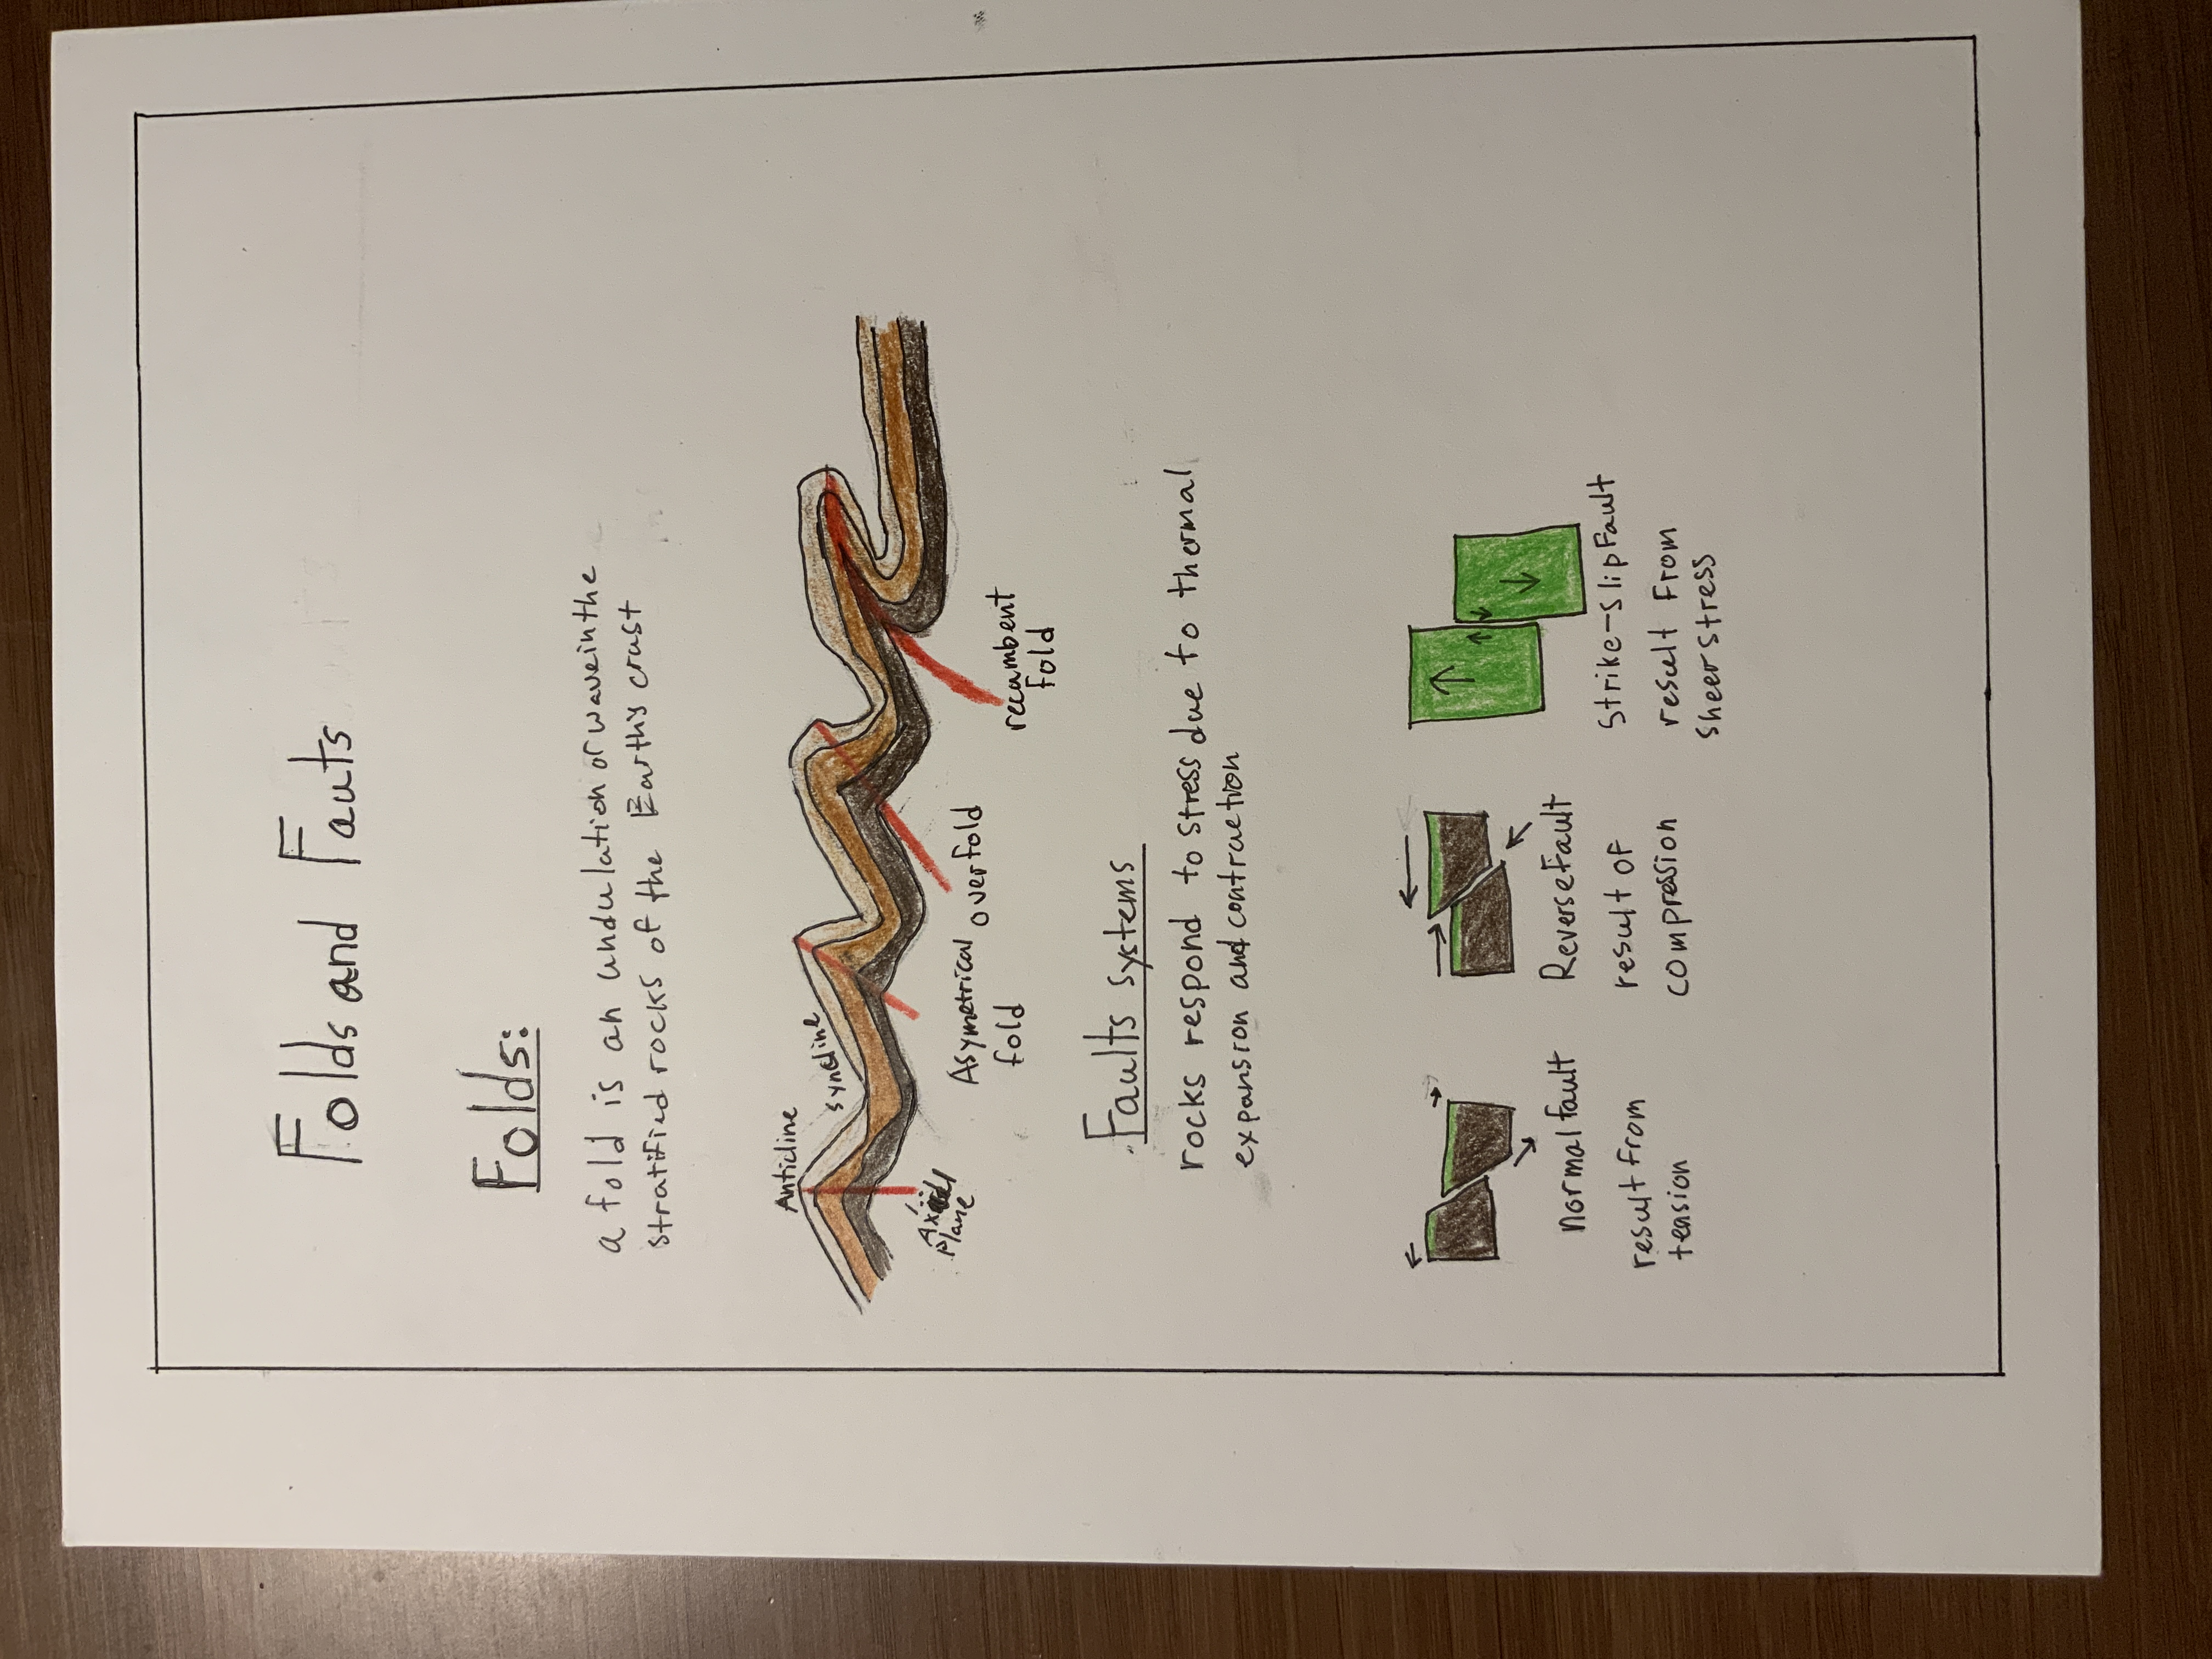 Folds and Fauts
Folds:
a fold is an undulation or wave in the
stratified rocks of the Earth's crust
Anticline
syncline
Axial
Plane
Asymetrical
fold
overfold
recambent
fold
Faults systems
rocks respond to stress due to thermal
expansion and contraction
normal fault
result from
tension
Reverse Fault
result of
compression
Strike-slip Fault
result From
sheer stress